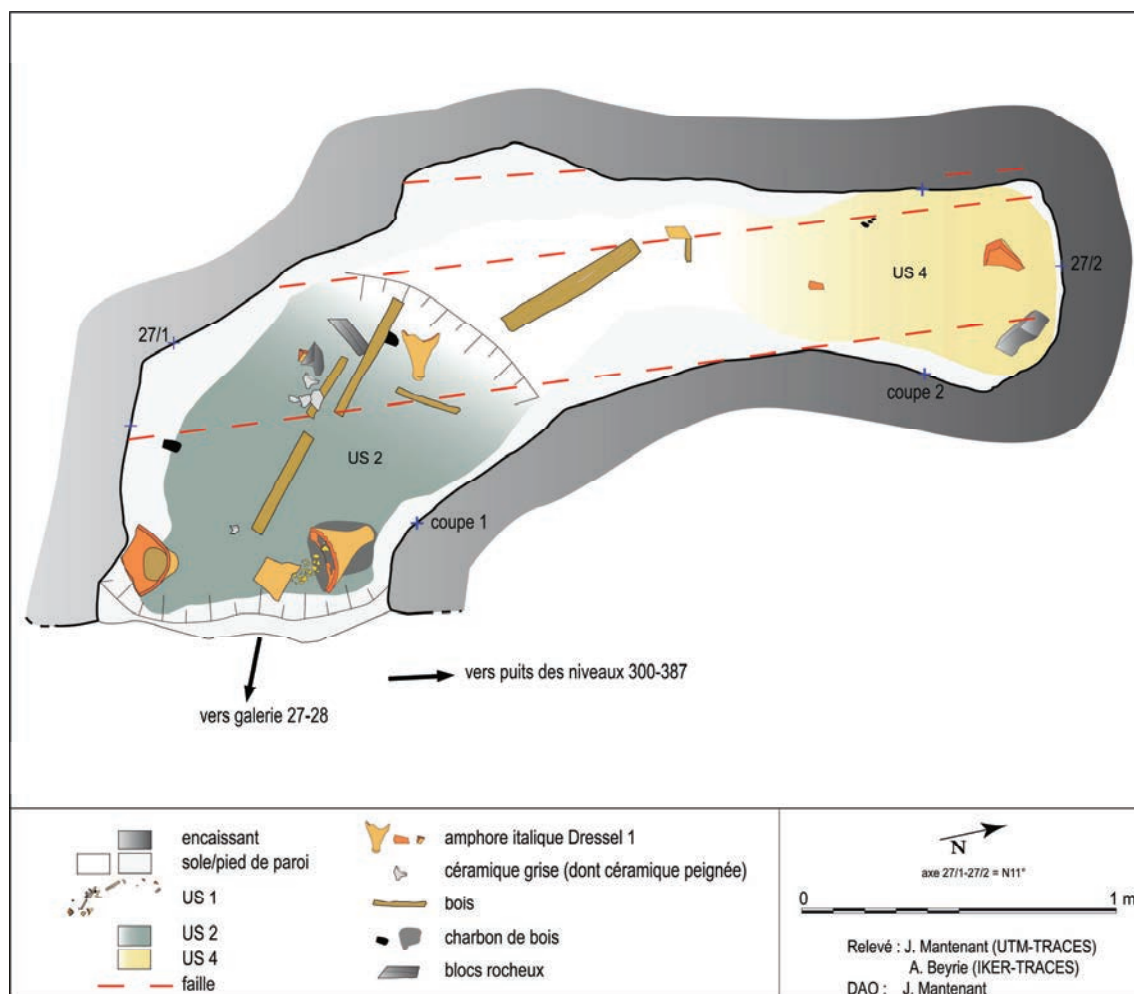 27/1
US 4
27/2
US 2
coupe 2
coupe 1
vers puits des niveaux 300-387
vers galerie 27-28
encaissant
sole/pied de paroi
US 1
US 2
US 4
faille
amphore italique Dressel 1
céramique grise (dont céramique peignée)
bois
charbon de bois
blocs rocheux
N
axe 27/1-27/2 = N11°
0 1 m
Relevé : J. Mantenant (UTM-TRACES)
A. Beyrie (IKER-TRACES)
DAO : J. Mantenant